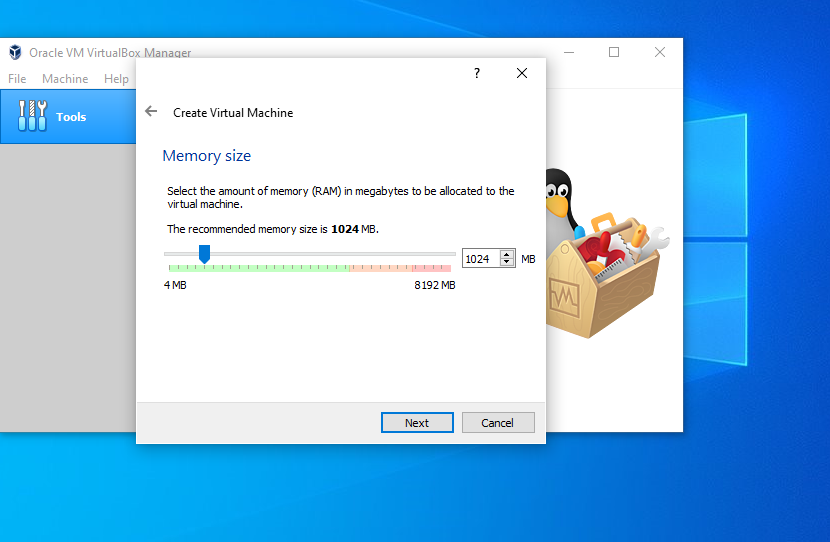 Oracle VM VirtualBox Manager
File Machine Help
Tools
?
Create Virtual Machine
Memory size
Select the amount of memory (RAM) in megabytes to be allocated to the
virtual machine.
The recommended memory size is 1024 MB.
1024 MB
4 MB 8192 MB
Next Cancel